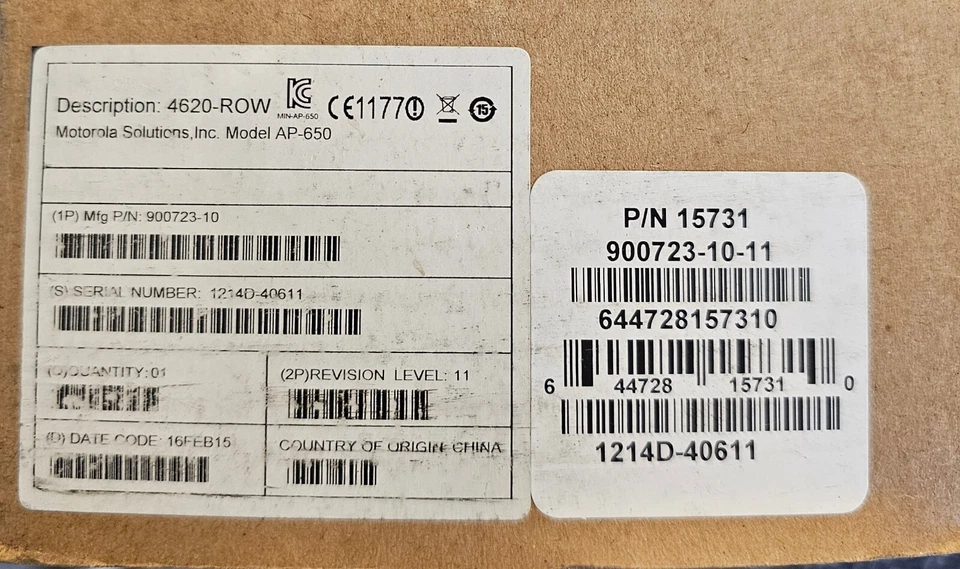 Description: 4620-ROW
MIN-AP-650
CE1177
15
Motorola Solutions,Inc. Model AP-650
(1P) Mfg P/N: 900723-10
(S) SERIAL NUMBER: 1214D-40611
(Q)QUANTITY:01
(2P)REVISION LEVEL: 11
(D) DATE CODE: 16FEB15
COUNTRY OF ORIGIN CHINA
P/N 15731
900723-10-11
644728157310
6 44728 15731 0
1214D-40611